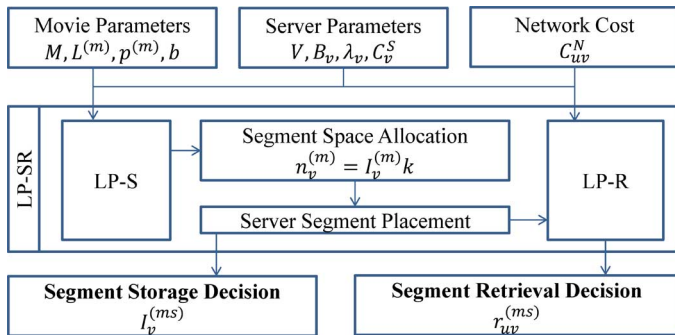 Movie Parameters
M, L^(m), p^(m), b
Server Parameters
V, B_v, λ_v, C_v^S
Network Cost
C_uv^N
LP-SR
LP-S
Segment Space Allocation
n_v^(m) = I_v^(m) k
Server Segment Placement
LP-R
Segment Storage Decision
I_v^(ms)
Segment Retrieval Decision
r_uv^(ms)